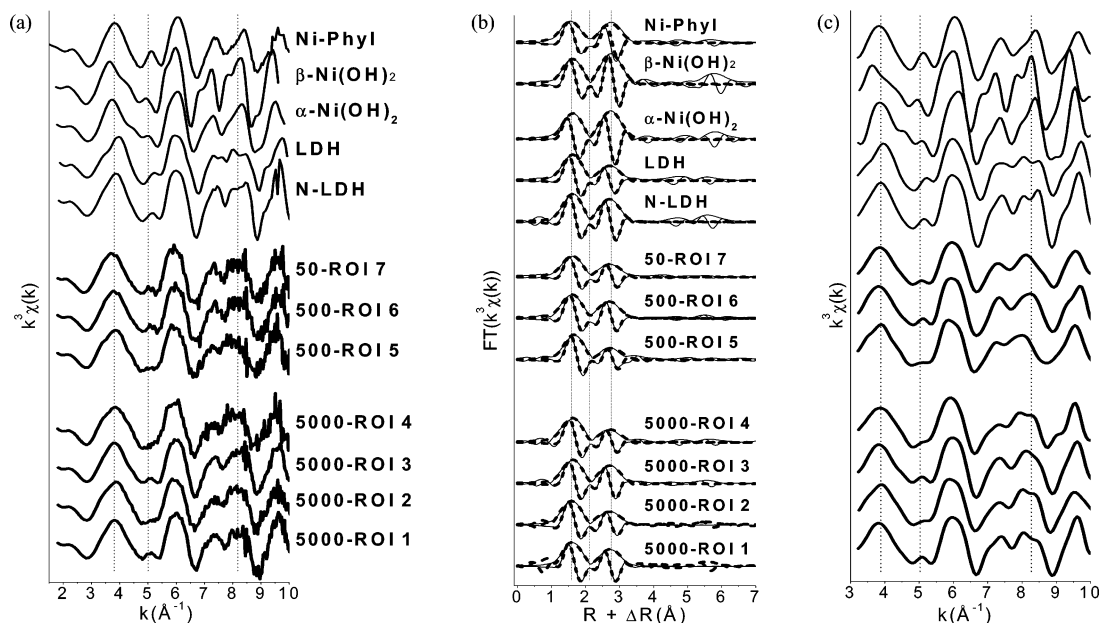 (a)
k³χ(k)
Ni-Phyl
β-Ni(OH)₂
α-Ni(OH)₂
LDH
N-LDH
50-ROI 7
500-ROI 6
500-ROI 5
5000-ROI 4
5000-ROI 3
5000-ROI 2
5000-ROI 1
2 3 4 5 6 7 8 9 10
k(Å⁻¹)
(b)
FT(k³χ(k))
Ni-Phyl
β-Ni(OH)₂
α-Ni(OH)₂
LDH
N-LDH
50-ROI 7
500-ROI 6
500-ROI 5
5000-ROI 4
5000-ROI 3
5000-ROI 2
5000-ROI 1
0 1 2 3 4 5 6 7
R + ΔR(Å)
(c)
k³χ(k)
3 4 5 6 7 8 9 10
k(Å⁻¹)